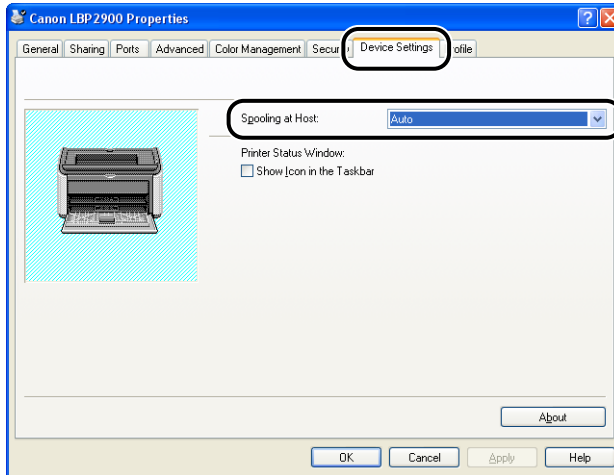 Canon LBP2900 Properties
General Sharing Ports Advanced Color Management Device Settings
Spooling at Host: Auto
Printer Status Window:
Show Icon in the Taskbar
About
OK Cancel Apply Help